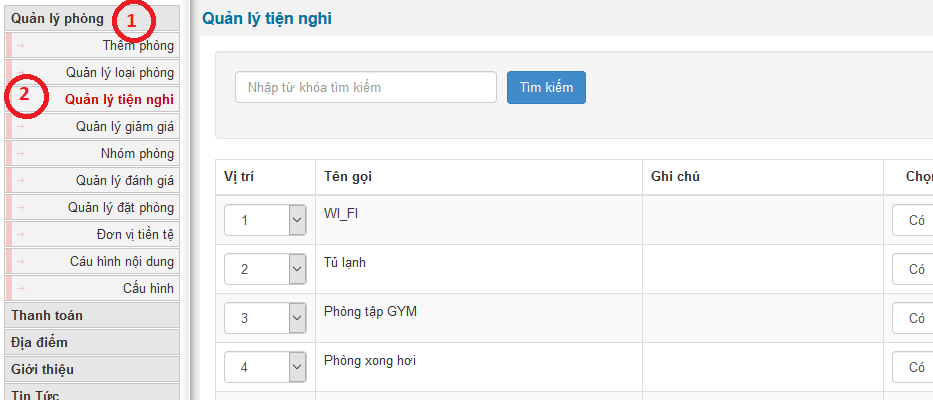 Quản lý phòng 1
Thêm phòng
Quản lý loại phòng
2 Quản lý tiện nghi
Quản lý giảm giá
Nhóm phòng
Quản lý đánh giá
Quản lý đặt phòng
Đơn vị tiền tệ
Cáu hình nội dung
Cấu hình
Thanh toán
Địa điểm
Giới thiệu
Tin Tức
Quản lý tiện nghi
Nhập từ khóa tìm kiếm Tìm kiếm
Vị trí Tên gọi Ghi chú Chọn
1 WI_FI Có
2 Tủ lạnh Có
3 Phòng tập GYM Có
4 Phòng xong hơi Có